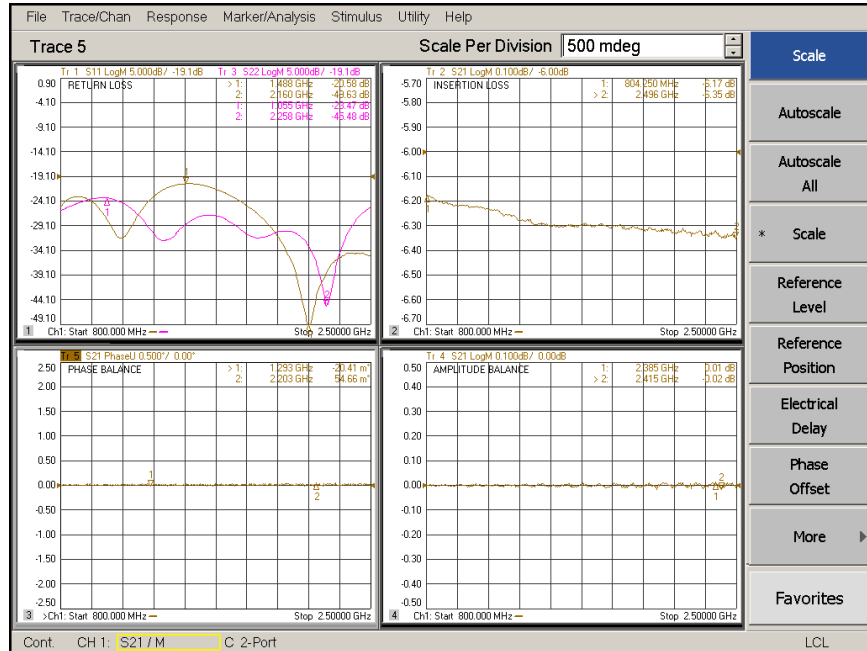 File Trace/Chan Response Marker/Analysis Stimulus Utility Help
Trace 5
Scale Per Division 500 mdeg
Tr 1 S11 LogM 5.000dB/ -19.1dB Tr 3 S22 LogM 5.000dB/ -19.1dB
RETURN LOSS
> 1: 1.488 GHz -20.58 dB
2: 2.160 GHz -49.63 dB
1: 1.055 GHz -23.47 dB
2: 2.258 GHz -45.48 dB
0.90
-4.10
-9.10
-14.10
-19.10
-24.10
-29.10
-34.10
-39.10
-44.10
-49.10
1
1
2
1 Ch1: Start 800.000 MHz Stop 2.50000 GHz
Tr 2 S21 LogM 0.100dB/ -6.00dB
INSERTION LOSS
1: 804.250 MHz -6.17 dB
> 2: 2.496 GHz -6.35 dB
-5.70
-5.80
-5.90
-6.00
-6.10
-6.20
-6.30
-6.40
-6.50
-6.60
-6.70
1
2
2 Ch1: Start 800.000 MHz Stop 2.50000 GHz
Tr 5 S21 PhaseU 0.500°/ 0.00°
PHASE BALANCE
> 1: 1.293 GHz -20.41 m°
2: 2.203 GHz 54.66 m°
2.50
2.00
1.50
1.00
0.50
0.00
-0.50
-1.00
-1.50
-2.00
-2.50
1
2
3 >Ch1: Start 800.000 MHz Stop 2.50000 GHz
Tr 4 S21 LogM 0.100dB/ 0.00dB
AMPLITUDE BALANCE
1: 2.385 GHz 0.01 dB
> 2: 2.415 GHz -0.02 dB
0.50
0.40
0.30
0.20
0.10
0.00
-0.10
-0.20
-0.30
-0.40
-0.50
2
1
4 Ch1: Start 800.000 MHz Stop 2.50000 GHz
Scale
Autoscale
Autoscale
All
* Scale
Reference
Level
Reference
Position
Electrical
Delay
Phase
Offset
More
Favorites
Cont. CH 1: S21 / M C 2-Port LCL